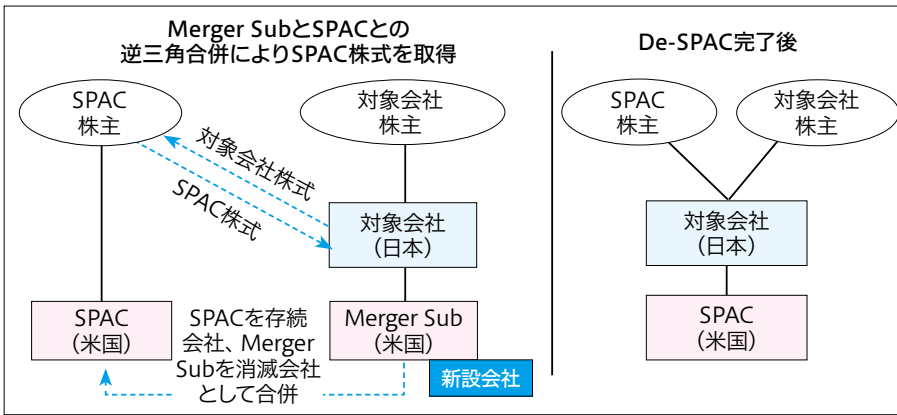 Merger SubとSPACとの
逆三角合併によりSPAC株式を取得
SPAC
株主
対象会社
株主
対象会社株式
SPAC株式
対象会社
(日本)
SPAC
(米国)
SPACを存続
会社、Merger
Subを消滅会社
として合併
Merger Sub
(米国)
新設会社
De-SPAC完了後
SPAC
株主
対象会社
株主
対象会社
(日本)
SPAC
(米国)